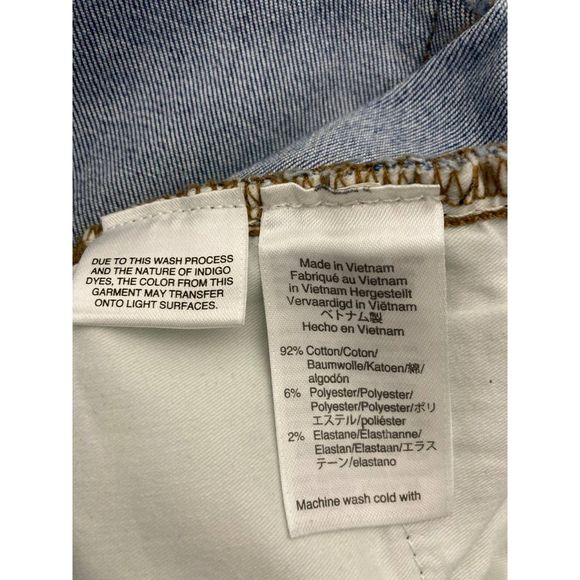 DUE TO THIS WASH PROCESS
AND THE NATURE OF INDIGO
DYES, THE COLOR FROM THIS
GARMENT MAY TRANSFER
ONTO LIGHT SURFACES.
Made in Vietnam
Fabriqué au Vietnam
in Vietnam Hergestellt
Vervaardigd in Viëtnam
ベトナム製
Hecho en Vietnam
92% Cotton/Coton/
Baumwolle/Katoen/綿/
algodón
6% Polyester/Polyester/
Polyester/Polyester/ポリ
エステル/poliéster
2% Elastane/Élasthanne/
Elastan/Elastaan/エラス
テーン/elastano
Machine wash cold with